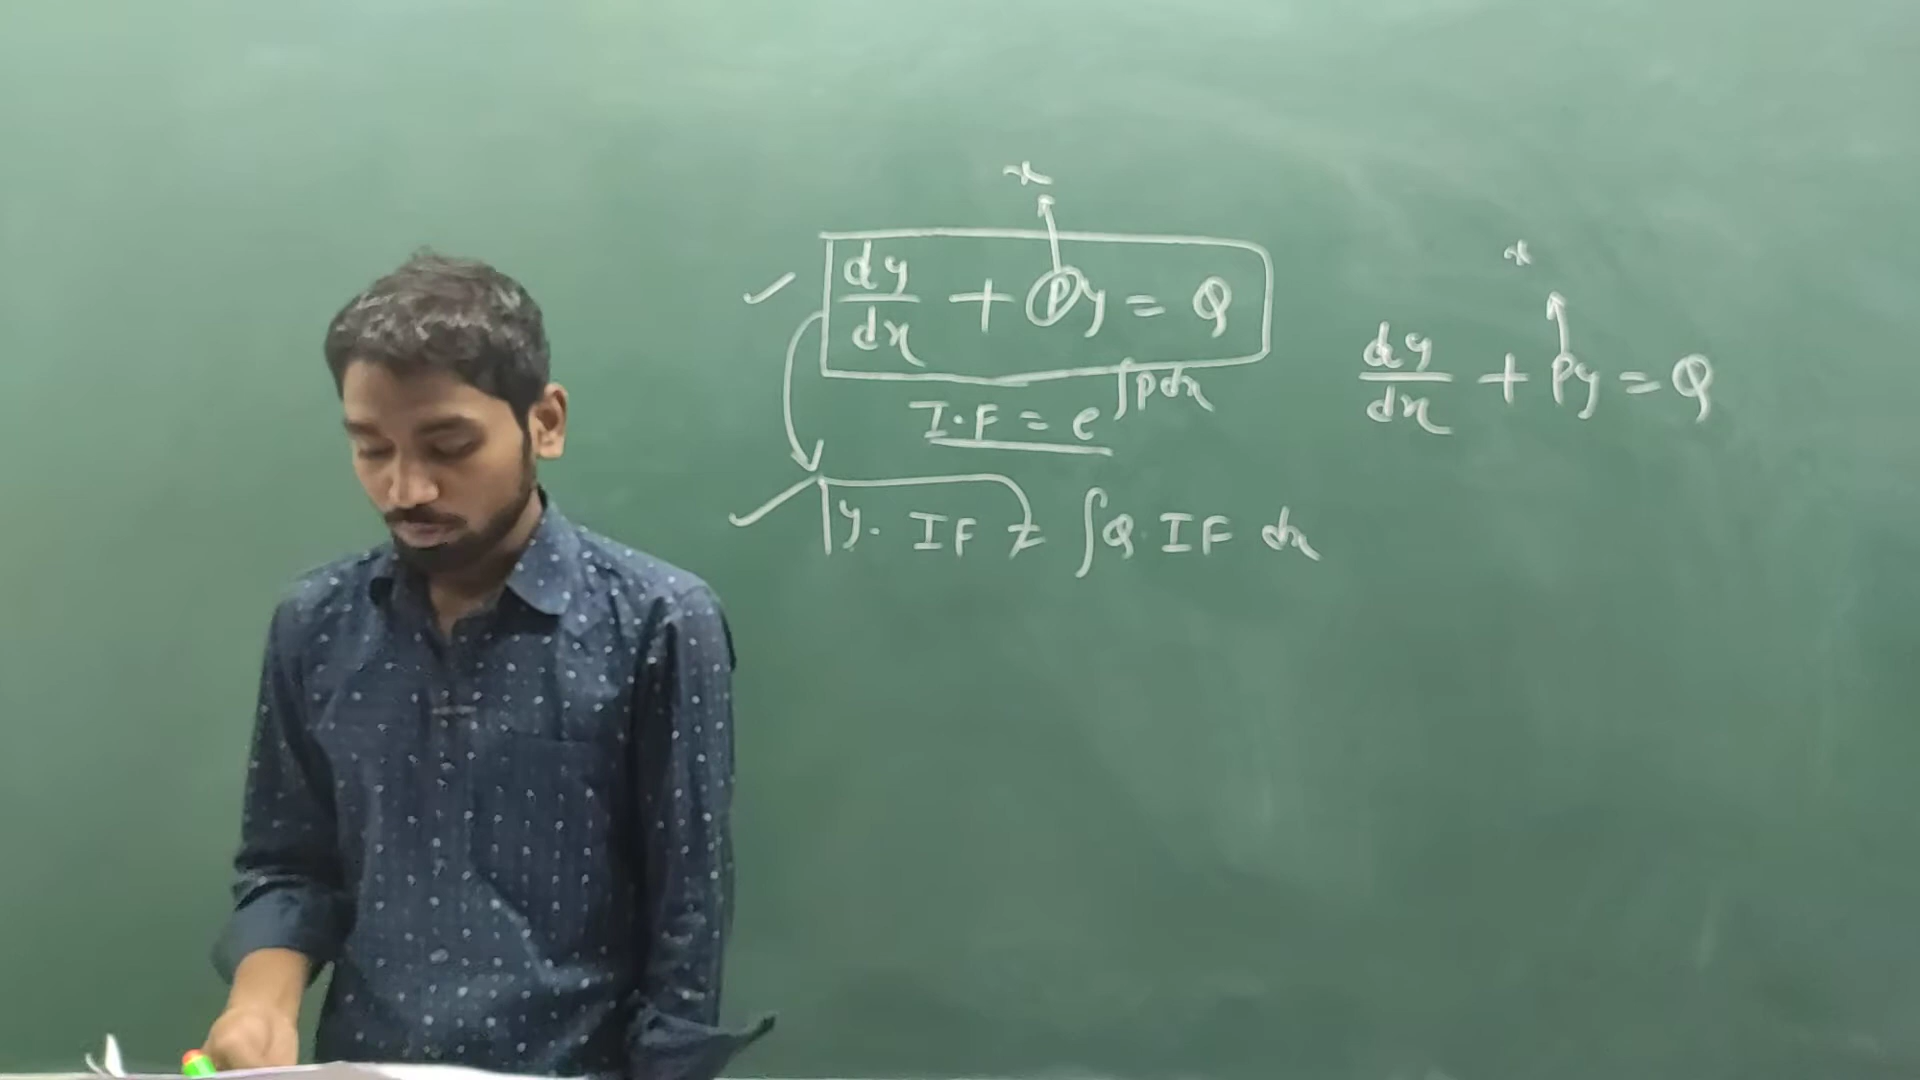 x
dy/dx + Py = Q
I.F = e^∫Pdx
y. IF = ∫Q. IF dx
x
dy/dx + Py = Q